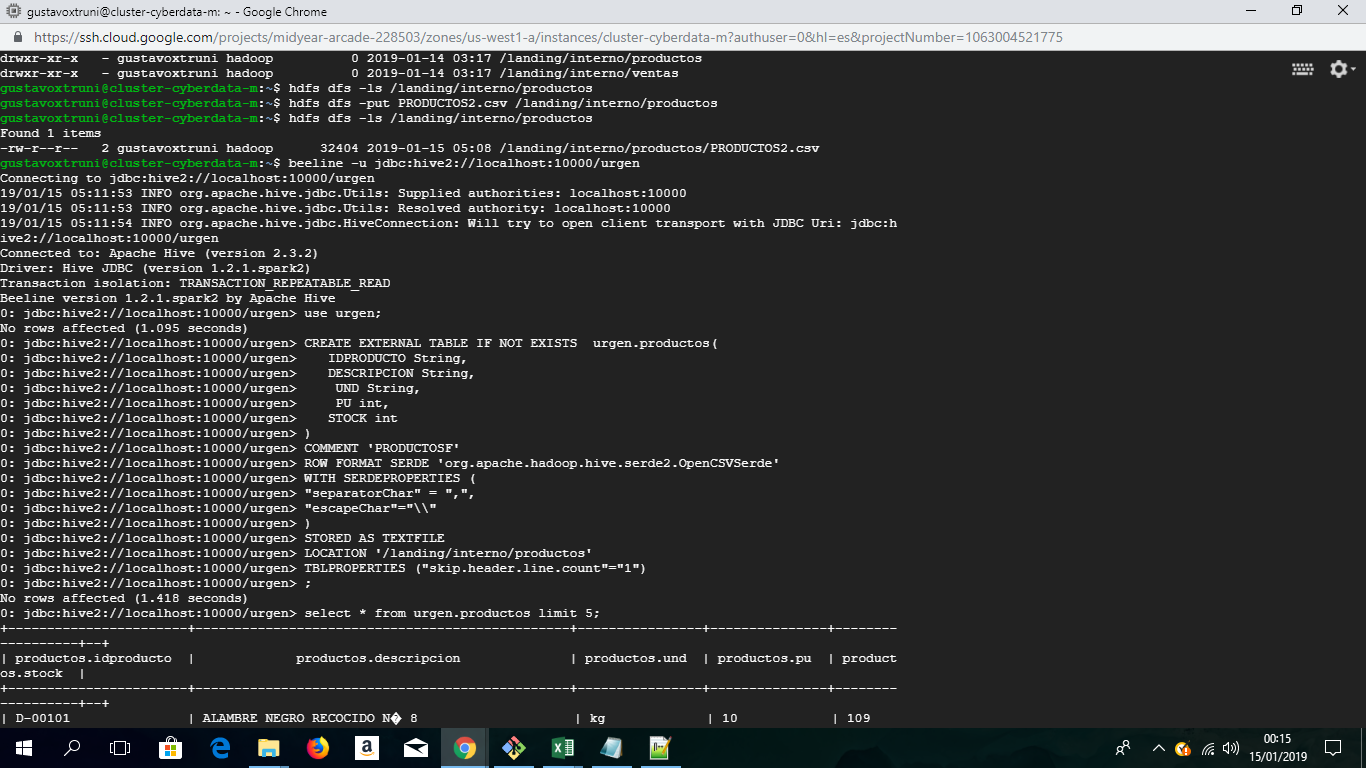 gustavoxtruni@cluster-cyberdata-m: ~ - Google Chrome
https://ssh.cloud.google.com/projects/midyear-arcade-228503/zones/us-west1-a/instances/cluster-cyberdata-m?authuser=0&hl=es&projectNumber=1063004521775
drwxr-xr-x   - gustavoxtruni hadoop          0 2019-01-14 03:17 /landing/interno/productos
drwxr-xr-x   - gustavoxtruni hadoop          0 2019-01-14 03:17 /landing/interno/ventas
gustavoxtruni@cluster-cyberdata-m:~$ hdfs dfs -ls /landing/interno/productos
gustavoxtruni@cluster-cyberdata-m:~$ hdfs dfs -put PRODUCTOS2.csv /landing/interno/productos
gustavoxtruni@cluster-cyberdata-m:~$ hdfs dfs -ls /landing/interno/productos
Found 1 items
-rw-r--r--   2 gustavoxtruni hadoop      32404 2019-01-15 05:08 /landing/interno/productos/PRODUCTOS2.csv
gustavoxtruni@cluster-cyberdata-m:~$ beeline -u jdbc:hive2://localhost:10000/urgen
Connecting to jdbc:hive2://localhost:10000/urgen
19/01/15 05:11:53 INFO org.apache.hive.jdbc.Utils: Supplied authorities: localhost:10000
19/01/15 05:11:53 INFO org.apache.hive.jdbc.Utils: Resolved authority: localhost:10000
19/01/15 05:11:54 INFO org.apache.hive.jdbc.HiveConnection: Will try to open client transport with JDBC Uri: jdbc:h
ive2://localhost:10000/urgen
Connected to: Apache Hive (version 2.3.2)
Driver: Hive JDBC (version 1.2.1.spark2)
Transaction isolation: TRANSACTION_REPEATABLE_READ
Beeline version 1.2.1.spark2 by Apache Hive
0: jdbc:hive2://localhost:10000/urgen> use urgen;
No rows affected (1.095 seconds)
0: jdbc:hive2://localhost:10000/urgen> CREATE EXTERNAL TABLE IF NOT EXISTS  urgen.productos(
0: jdbc:hive2://localhost:10000/urgen>    IDPRODUCTO String,
0: jdbc:hive2://localhost:10000/urgen>    DESCRIPCION String,
0: jdbc:hive2://localhost:10000/urgen>     UND String,
0: jdbc:hive2://localhost:10000/urgen>     PU int,
0: jdbc:hive2://localhost:10000/urgen>    STOCK int
0: jdbc:hive2://localhost:10000/urgen> )
0: jdbc:hive2://localhost:10000/urgen> COMMENT 'PRODUCTOSF'
0: jdbc:hive2://localhost:10000/urgen> ROW FORMAT SERDE 'org.apache.hadoop.hive.serde2.OpenCSVSerde'
0: jdbc:hive2://localhost:10000/urgen> WITH SERDEPROPERTIES (
0: jdbc:hive2://localhost:10000/urgen> "separatorChar" = ",",
0: jdbc:hive2://localhost:10000/urgen> "escapeChar"="\\"
0: jdbc:hive2://localhost:10000/urgen> )
0: jdbc:hive2://localhost:10000/urgen> STORED AS TEXTFILE
0: jdbc:hive2://localhost:10000/urgen> LOCATION '/landing/interno/productos'
0: jdbc:hive2://localhost:10000/urgen> TBLPROPERTIES ("skip.header.line.count"="1")
0: jdbc:hive2://localhost:10000/urgen> ;
No rows affected (1.418 seconds)
0: jdbc:hive2://localhost:10000/urgen> select * from urgen.productos limit 5;
+-----------------------+------------------------------------------------+----------------+---------------+--------
----------+--+
| productos.idproducto  |             productos.descripcion              | productos.und  | productos.pu  | product
os.stock  |
+-----------------------+------------------------------------------------+----------------+---------------+--------
----------+--+
| D-00101               | ALAMBRE NEGRO RECOCIDO N� 8                    | kg             | 10            | 109
00:15
15/01/2019